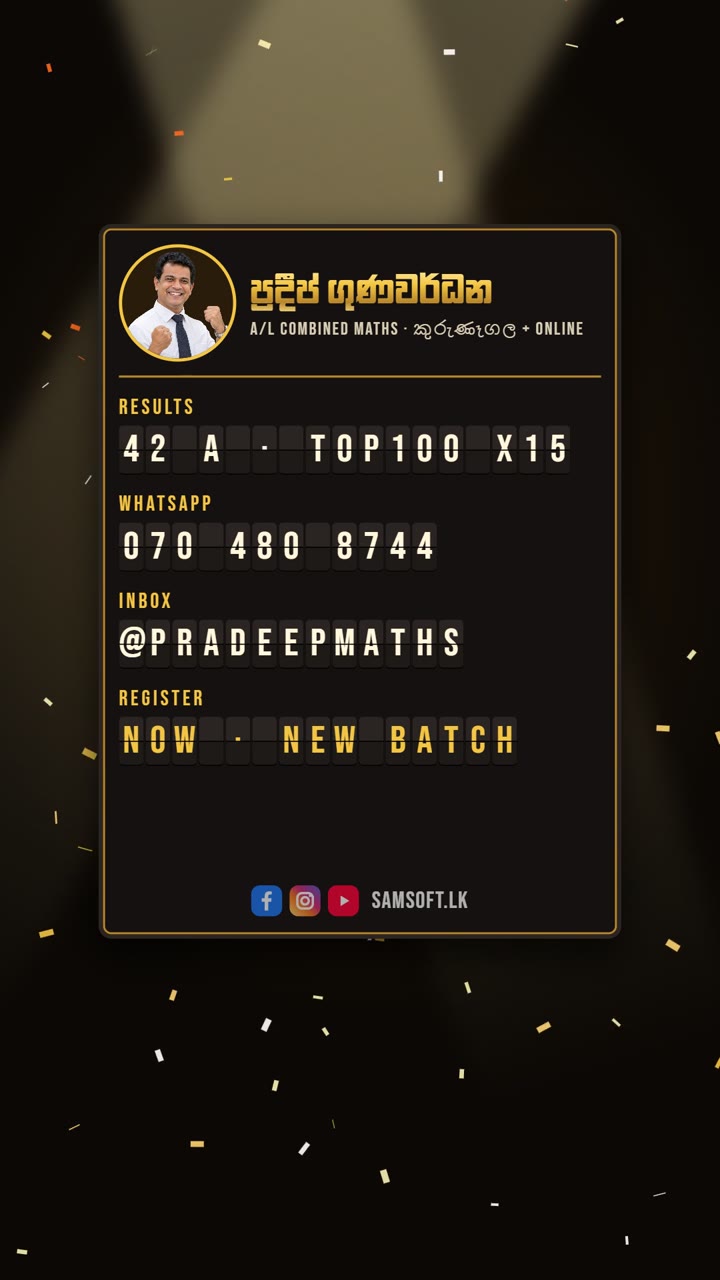 ප්‍රදීප් ගුණවර්ධන
A/L COMBINED MATHS · කුරුණෑගල + ONLINE
RESULTS
42 A · TOP100 X15
WHATSAPP
070 480 8744
INBOX
@PRADEEPMATHS
REGISTER
NOW · NEW BATCH
SAMSOFT.LK